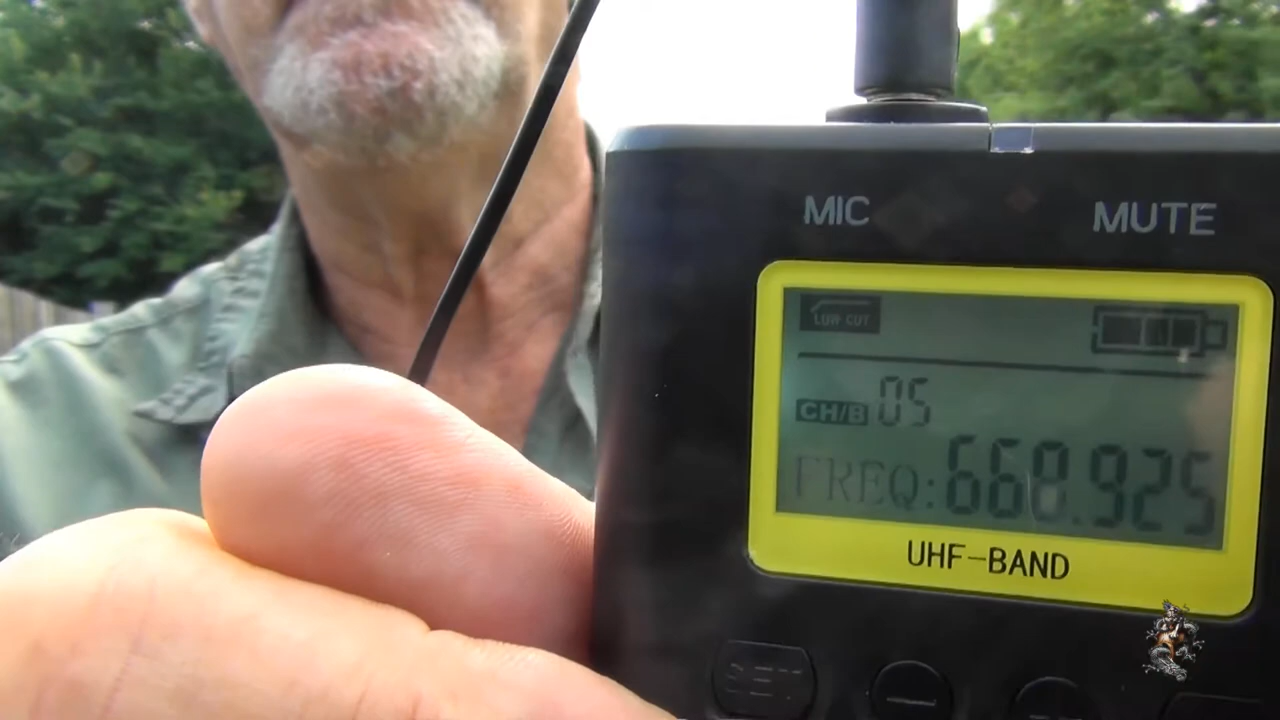 MIC MUTE
LOW CUT
CH/B 05
FREQ: 668.925
UHF-BAND
SET